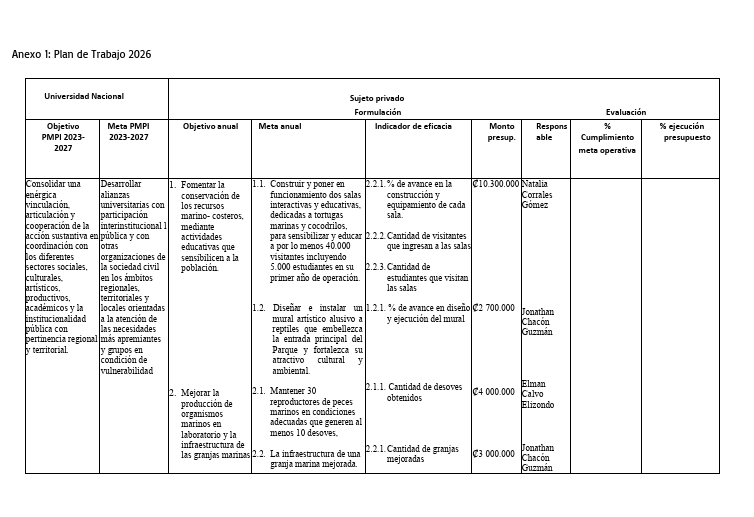 Anexo 1: Plan de Trabajo 2026
Universidad Nacional
Sujeto privado
Formulación
Evaluación
Objetivo
PMPI 2023-
2027
Meta PMPI
2023-2027
Objetivo anual
Meta anual
Indicador de eficacia
Monto
presup.
Respons
able
%
Cumplimiento
meta operativa
% ejecución
presupuesto
Consolidar una
enérgica
vinculación,
articulación y
cooperación de la
acción sustantiva en
coordinación con
los diferentes
sectores sociales,
culturales,
artísticos,
productivos,
académicos y la
institucionalidad
pública con
pertinencia regional
y territorial.
Desarrollar
alianzas
universitarias con
participación
interinstitucional l
pública y con
otras
organizaciones de
la sociedad civil
en los ámbitos
regionales,
territoriales y
locales orientadas
a la atención de
las necesidades
más apremiantes
y grupos en
condición de
vulnerabilidad
1. Fomentar la
conservación de
los recursos
marino- costeros,
mediante
actividades
educativas que
sensibilicen a la
población.
1.1. Construir y poner en
funcionamiento dos salas
interactivas y educativas,
dedicadas a tortugas
marinas y cocodrilos,
para sensibilizar y educar
a por lo menos 40.000
visitantes incluyendo
5.000 estudiantes en su
primer año de operación.
2.2.1. % de avance en la
construcción y
equipamiento de cada
sala.
2.2.2. Cantidad de visitantes
que ingresan a las salas
2.2.3. Cantidad de
estudiantes que visitan
las salas
₡10.300.000
Natalia
Corrales
Gómez
1.2. Diseñar e instalar un
mural artístico alusivo a
reptiles que embellezca
la entrada principal del
Parque y fortalezca su
atractivo cultural y
ambiental.
1.2.1. % de avance en diseño
y ejecución del mural
₡2 700.000
Jonathan
Chacón
Guzmán
2. Mejorar la
producción de
organismos
marinos en
laboratorio y la
infraestructura de
las granjas marinas
2.1. Mantener 30
reproductores de peces
marinos en condiciones
adecuadas que generen al
menos 10 desoves,
2.1.1. Cantidad de desoves
obtenidos
₡4 000.000
Elman
Calvo
Elizondo
2.2. La infraestructura de una
granja marina mejorada.
2.2.1. Cantidad de granjas
mejoradas
₡3 000.000
Jonathan
Chacón
Guzmán